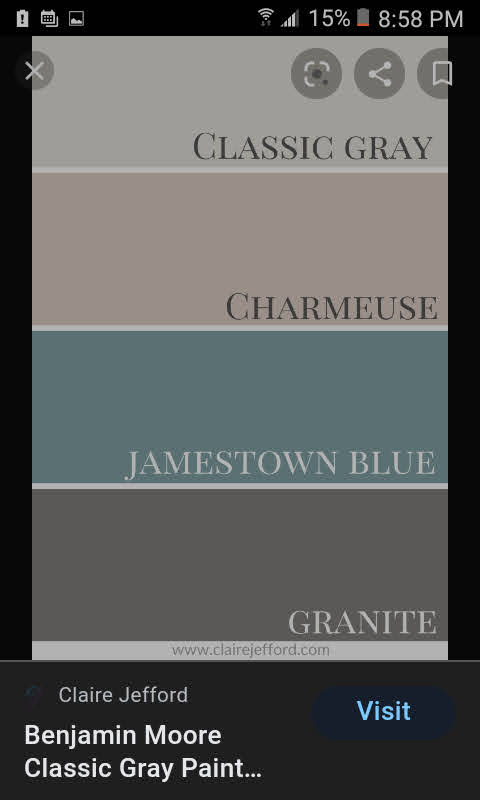 15% 8:58 PM
CLASSIC GRAY
CHARMEUSE
JAMESTOWN BLUE
GRANITE
www.clairejefford.com
Claire Jefford
Visit
Benjamin Moore
Classic Gray Paint...